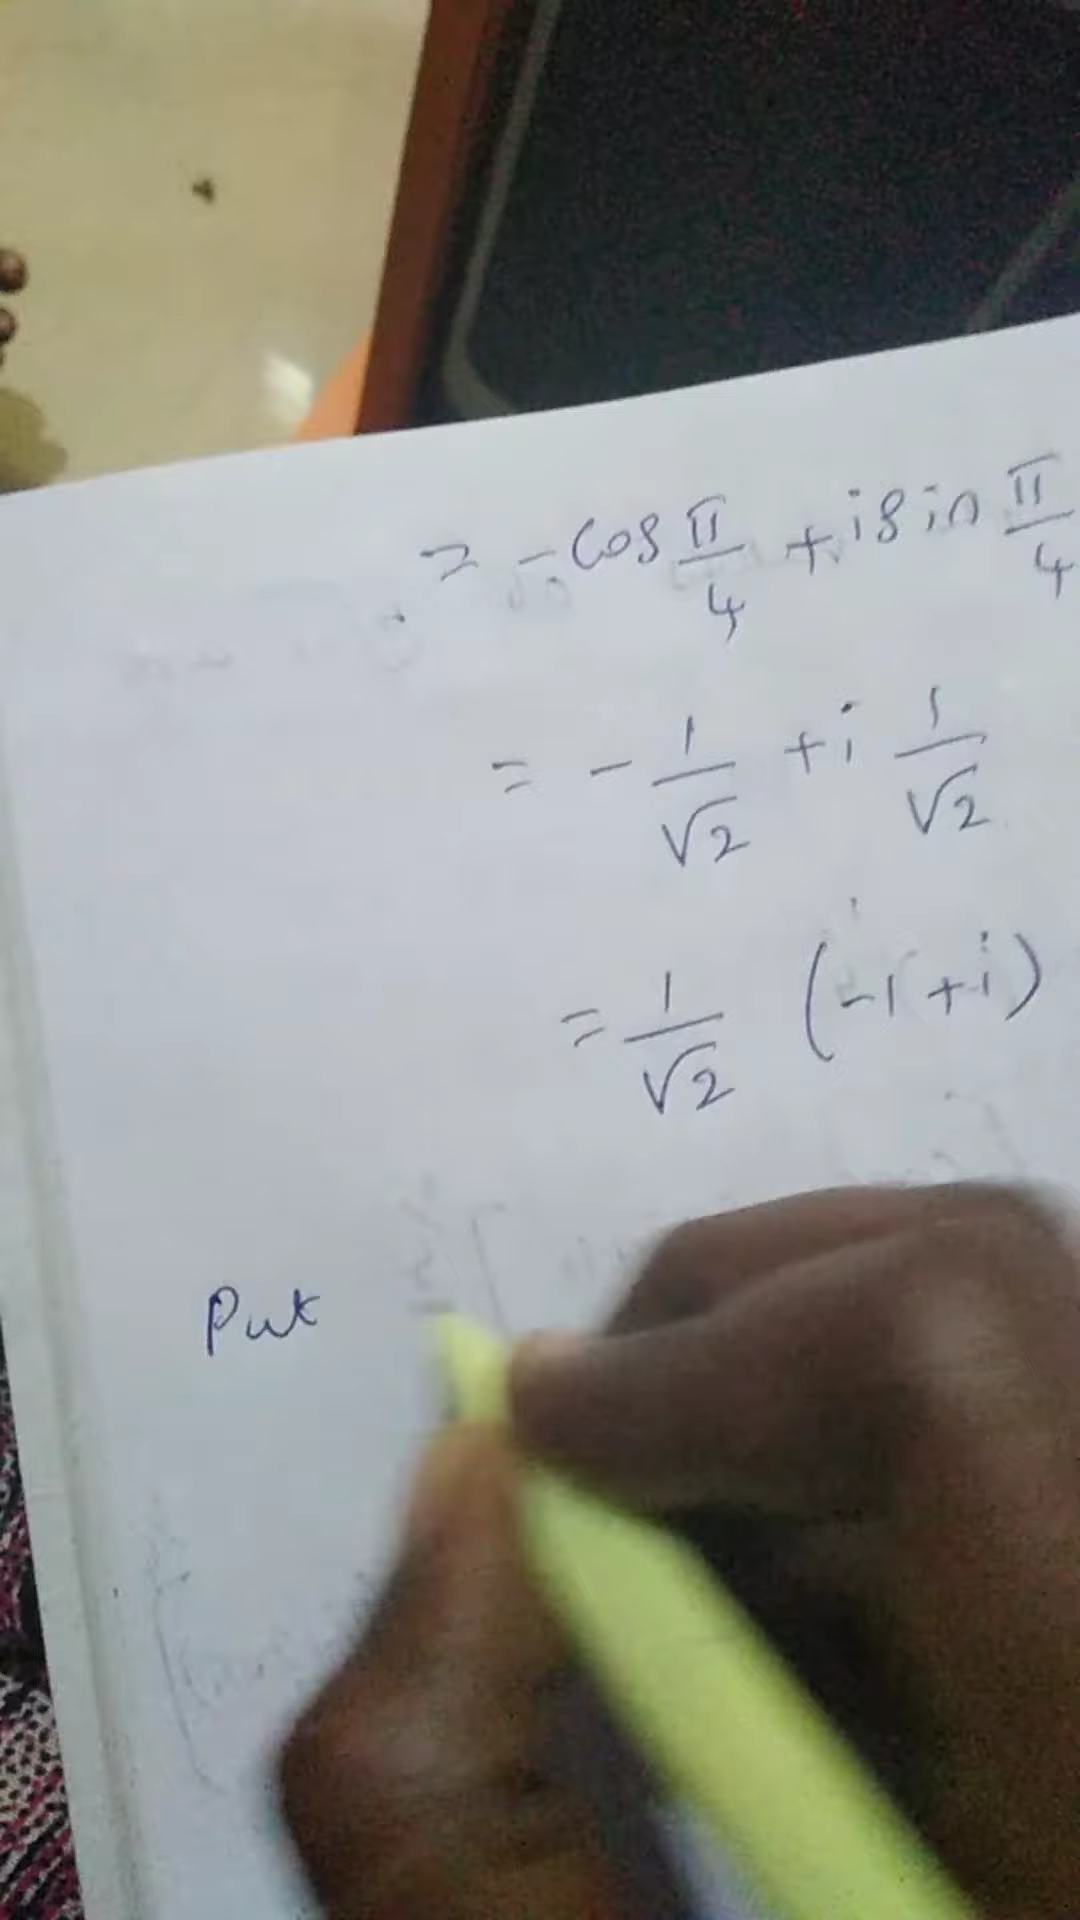 = -cos π/4 + i sin π/4
= - 1/√2 + i 1/√2
= 1/√2 (-1 + i)
Put